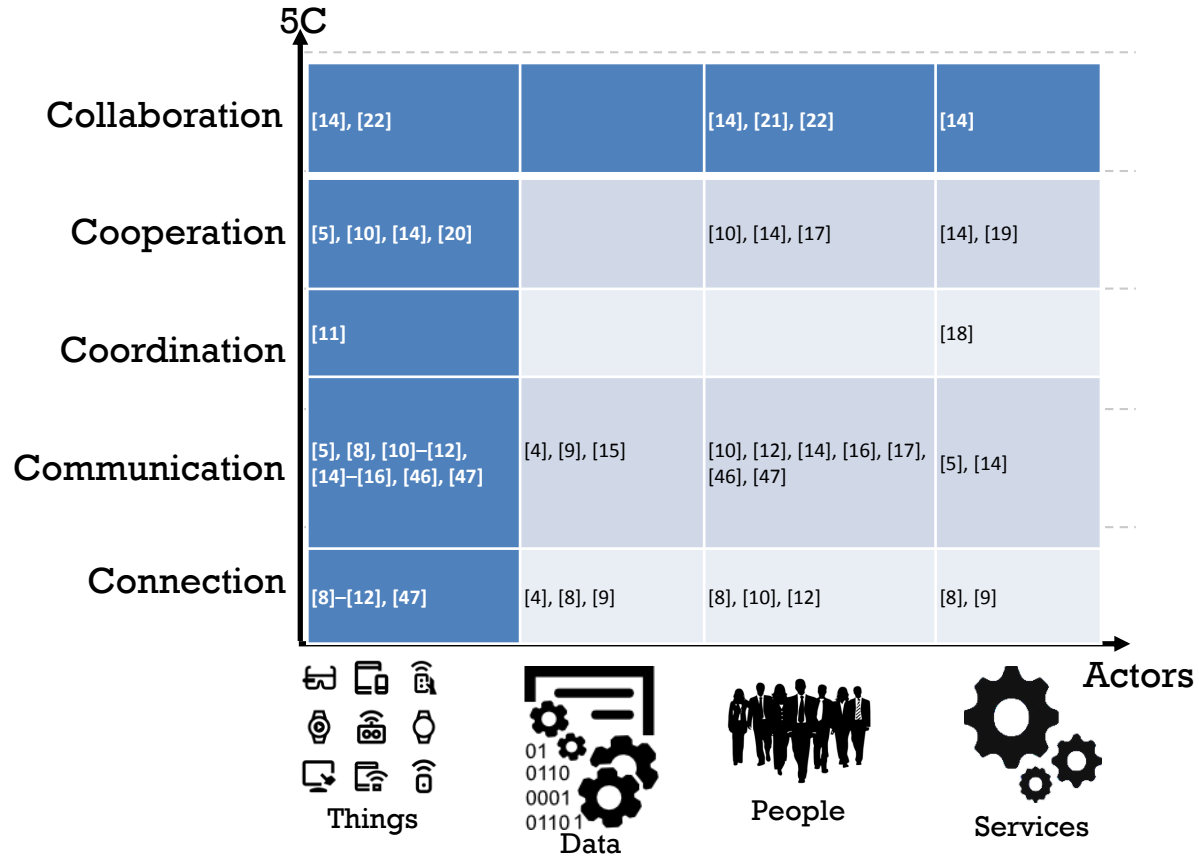 5C
Collaboration
[14], [22]
[14], [21], [22]
[14]
Cooperation
[5], [10], [14], [20]
[10], [14], [17]
[14], [19]
Coordination
[11]
[18]
Communication
[5], [8], [10]–[12],
[14]–[16], [46], [47]
[4], [9], [15]
[10], [12], [14], [16], [17],
[46], [47]
[5], [14]
Connection
[8]–[12], [47]
[4], [8], [9]
[8], [10], [12]
[8], [9]
Actors
01
0110
0001
01101
Things
Data
People
Services